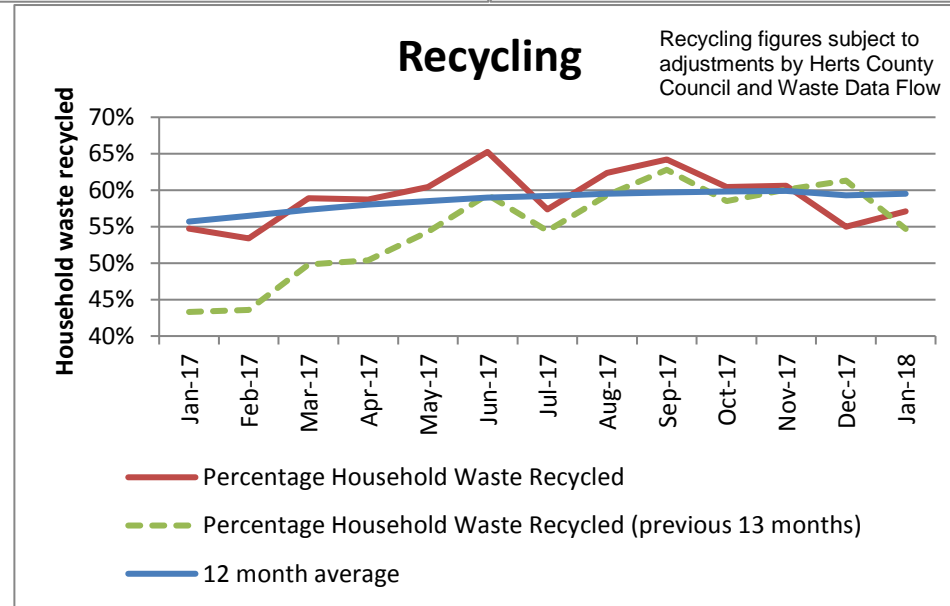 Recycling
Recycling figures subject to
adjustments by Herts County
Council and Waste Data Flow
Household waste recycled
70%
65%
60%
55%
50%
45%
40%
Jan-17
Feb-17
Mar-17
Apr-17
May-17
Jun-17
Jul-17
Aug-17
Sep-17
Oct-17
Nov-17
Dec-17
Jan-18
Percentage Household Waste Recycled
Percentage Household Waste Recycled (previous 13 months)
12 month average